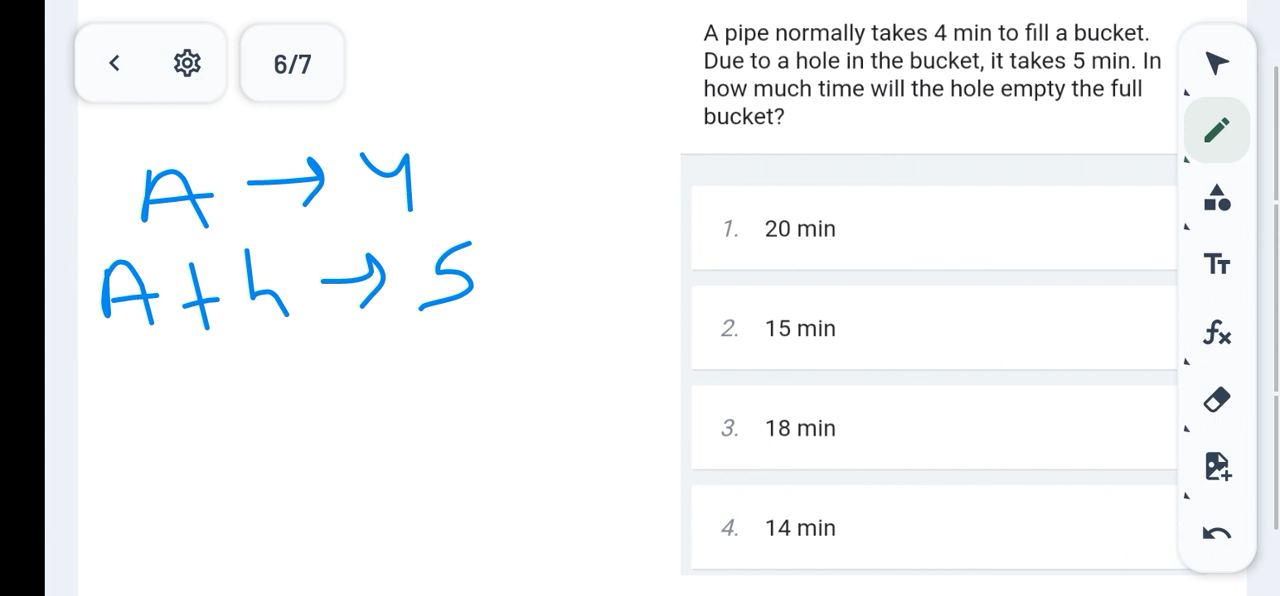 6/7
A pipe normally takes 4 min to fill a bucket.
Due to a hole in the bucket, it takes 5 min. In
how much time will the hole empty the full
bucket?
A → 4
A + h → 5
1. 20 min
2. 15 min
3. 18 min
4. 14 min
TT
fx